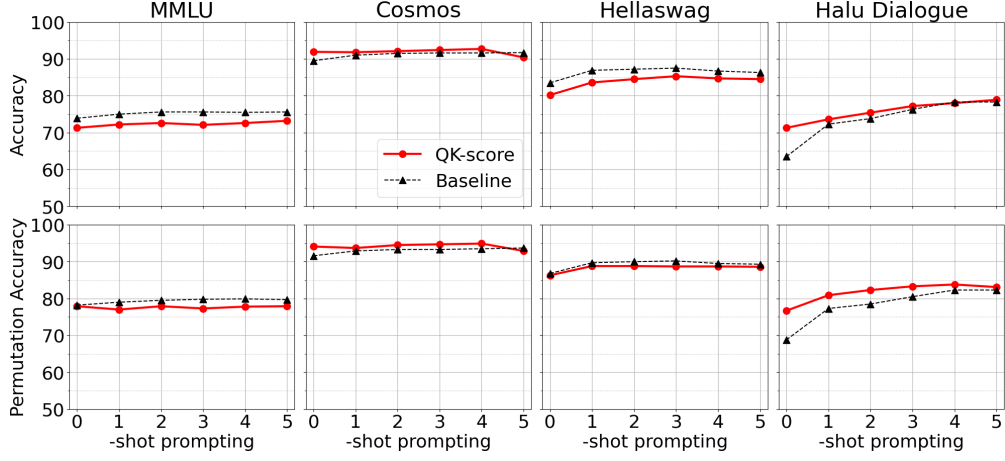 MMLU
Cosmos
Hellaswag
Halu Dialogue
Accuracy
100
90
80
70
60
50
QK-score
Baseline
Permutation Accuracy
100
90
80
70
60
50
0 1 2 3 4 5
0 1 2 3 4 5
0 1 2 3 4 5
0 1 2 3 4 5
-shot prompting
-shot prompting
-shot prompting
-shot prompting